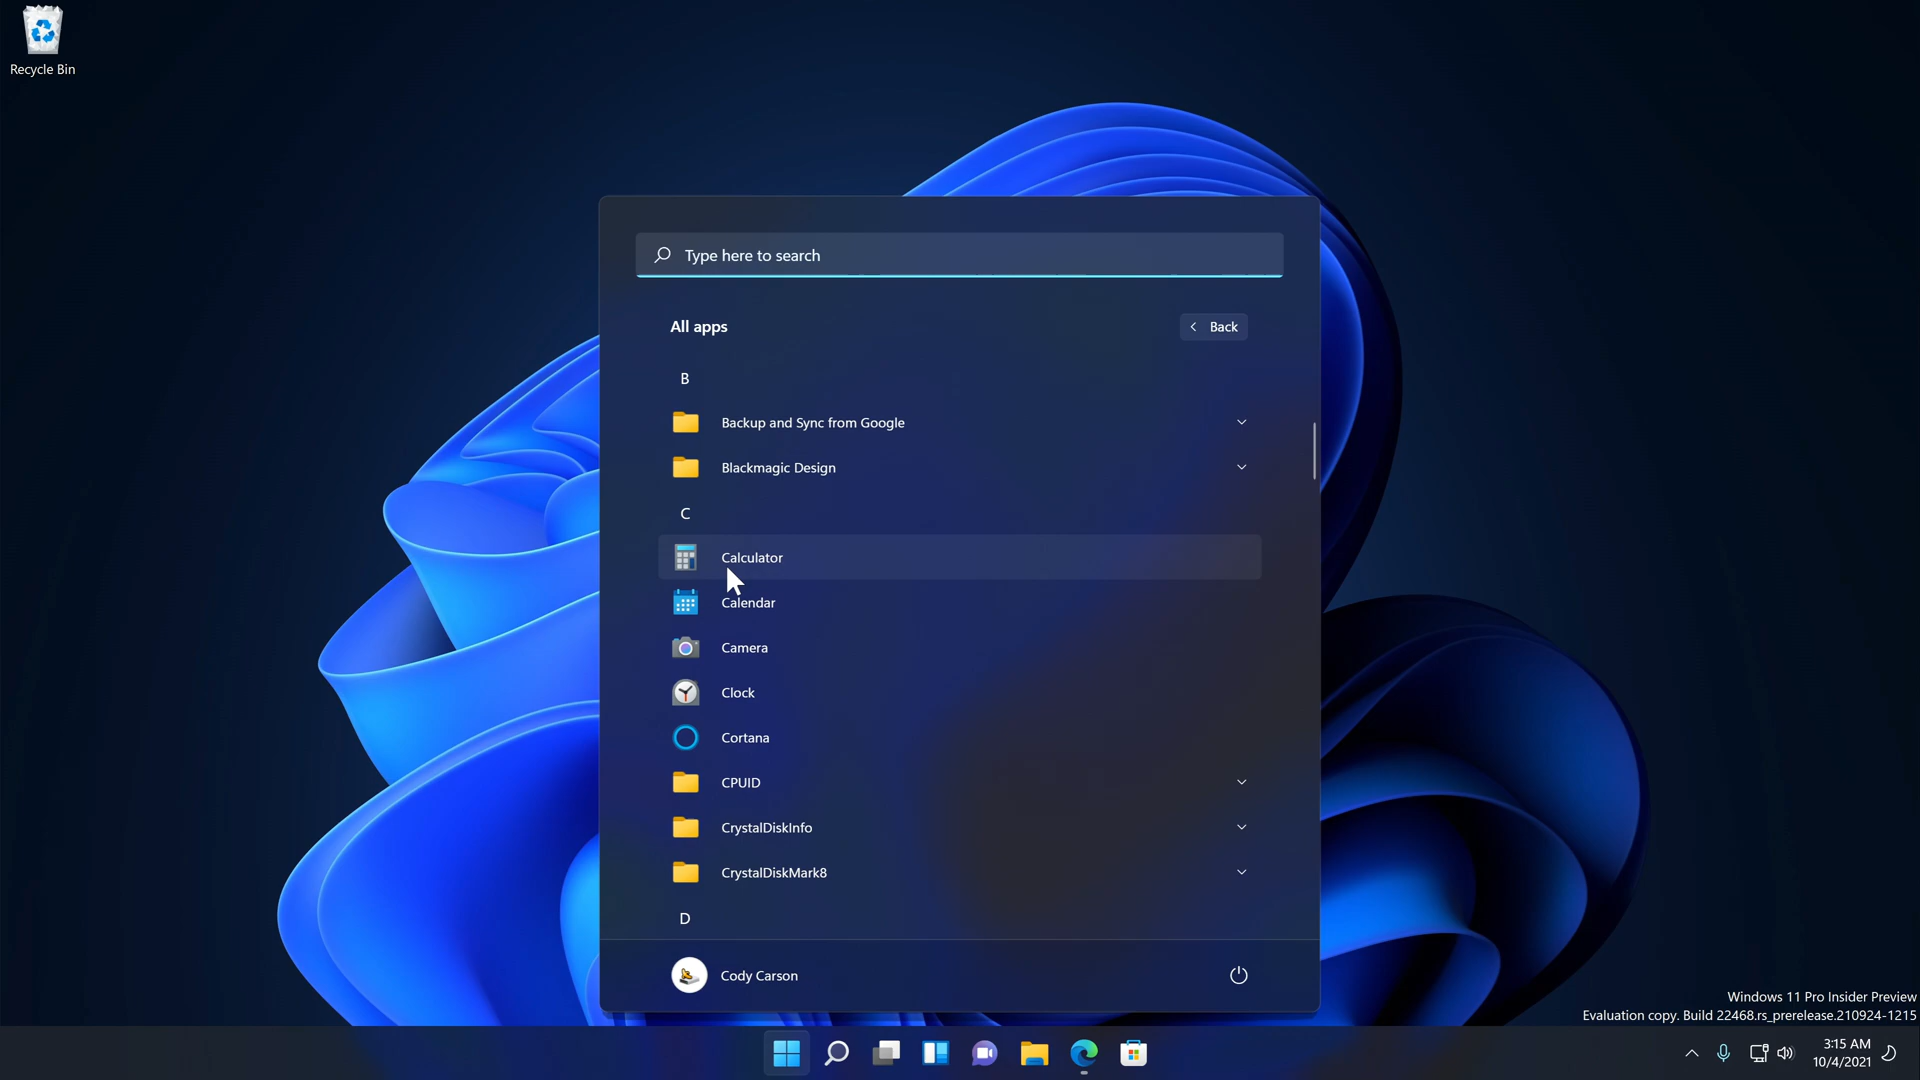 Recycle Bin
Type here to search
All apps
Back
B
Backup and Sync from Google
Blackmagic Design
C
Calculator
Calendar
Camera
Clock
Cortana
CPUID
CrystalDiskInfo
CrystalDiskMark8
D
Cody Carson
Windows 11 Pro Insider Preview
Evaluation copy. Build 22468.rs_prerelease.210924-1215
3:15 AM
10/4/2021